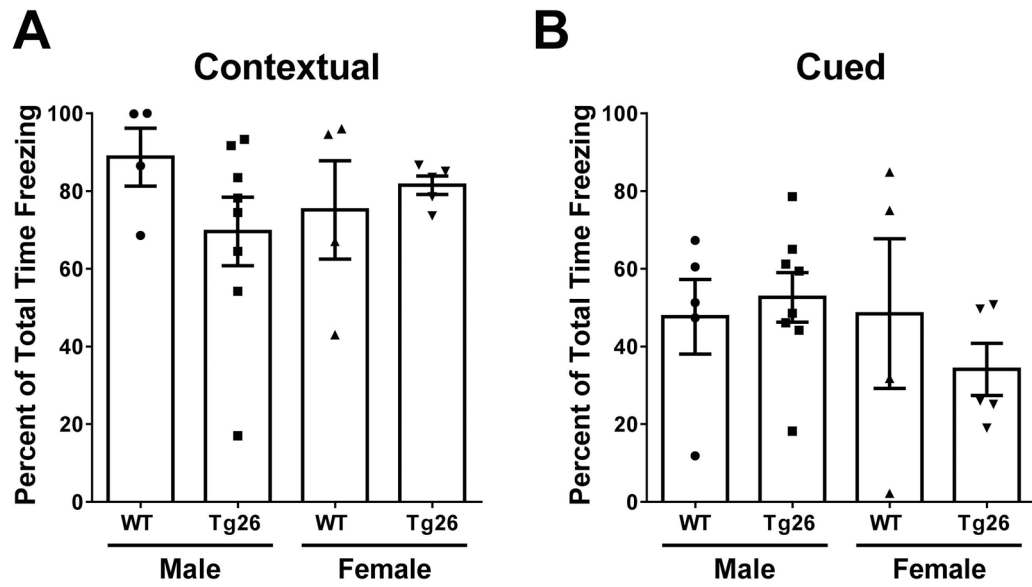 A
Contextual
Percent of Total Time Freezing
100
80
60
40
20
0
WT
Tg26
WT
Tg26
Male
Female
B
Cued
Percent of Total Time Freezing
100
80
60
40
20
0
WT
Tg26
WT
Tg26
Male
Female